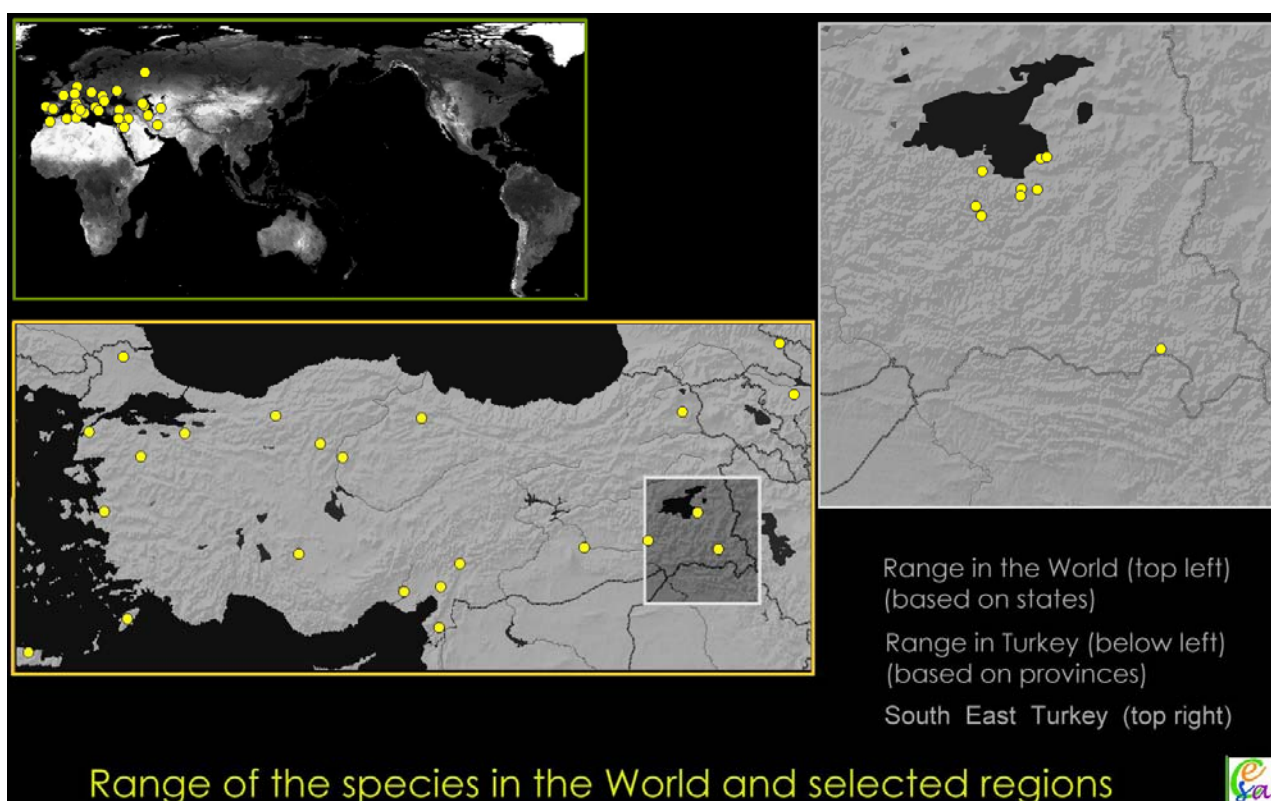 Range in the World (top left)
(based on states)
Range in Turkey (below left)
(based on provinces)
South East Turkey (top right)
Range of the species in the World and selected regions
esa